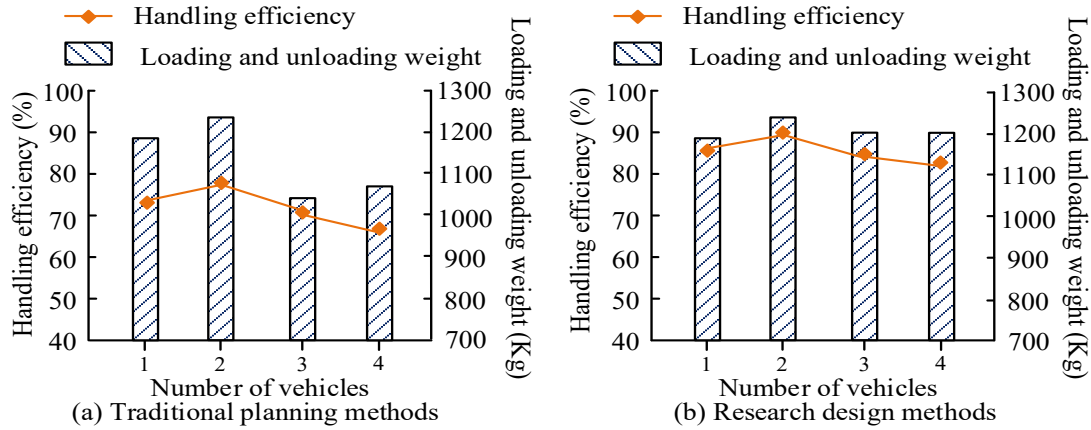 Handling efficiency
Loading and unloading weight
Handling efficiency (%)
100
90
80
70
60
50
40
1300
1200
1100
1000
900
800
700
Loading and unloading weight (Kg)
1 2 3 4
Number of vehicles
(a) Traditional planning methods
Handling efficiency
Loading and unloading weight
Handling efficiency (%)
100
90
80
70
60
50
40
1300
1200
1100
1000
900
800
700
Loading and unloading weight (Kg)
1 2 3 4
Number of vehicles
(b) Research design methods